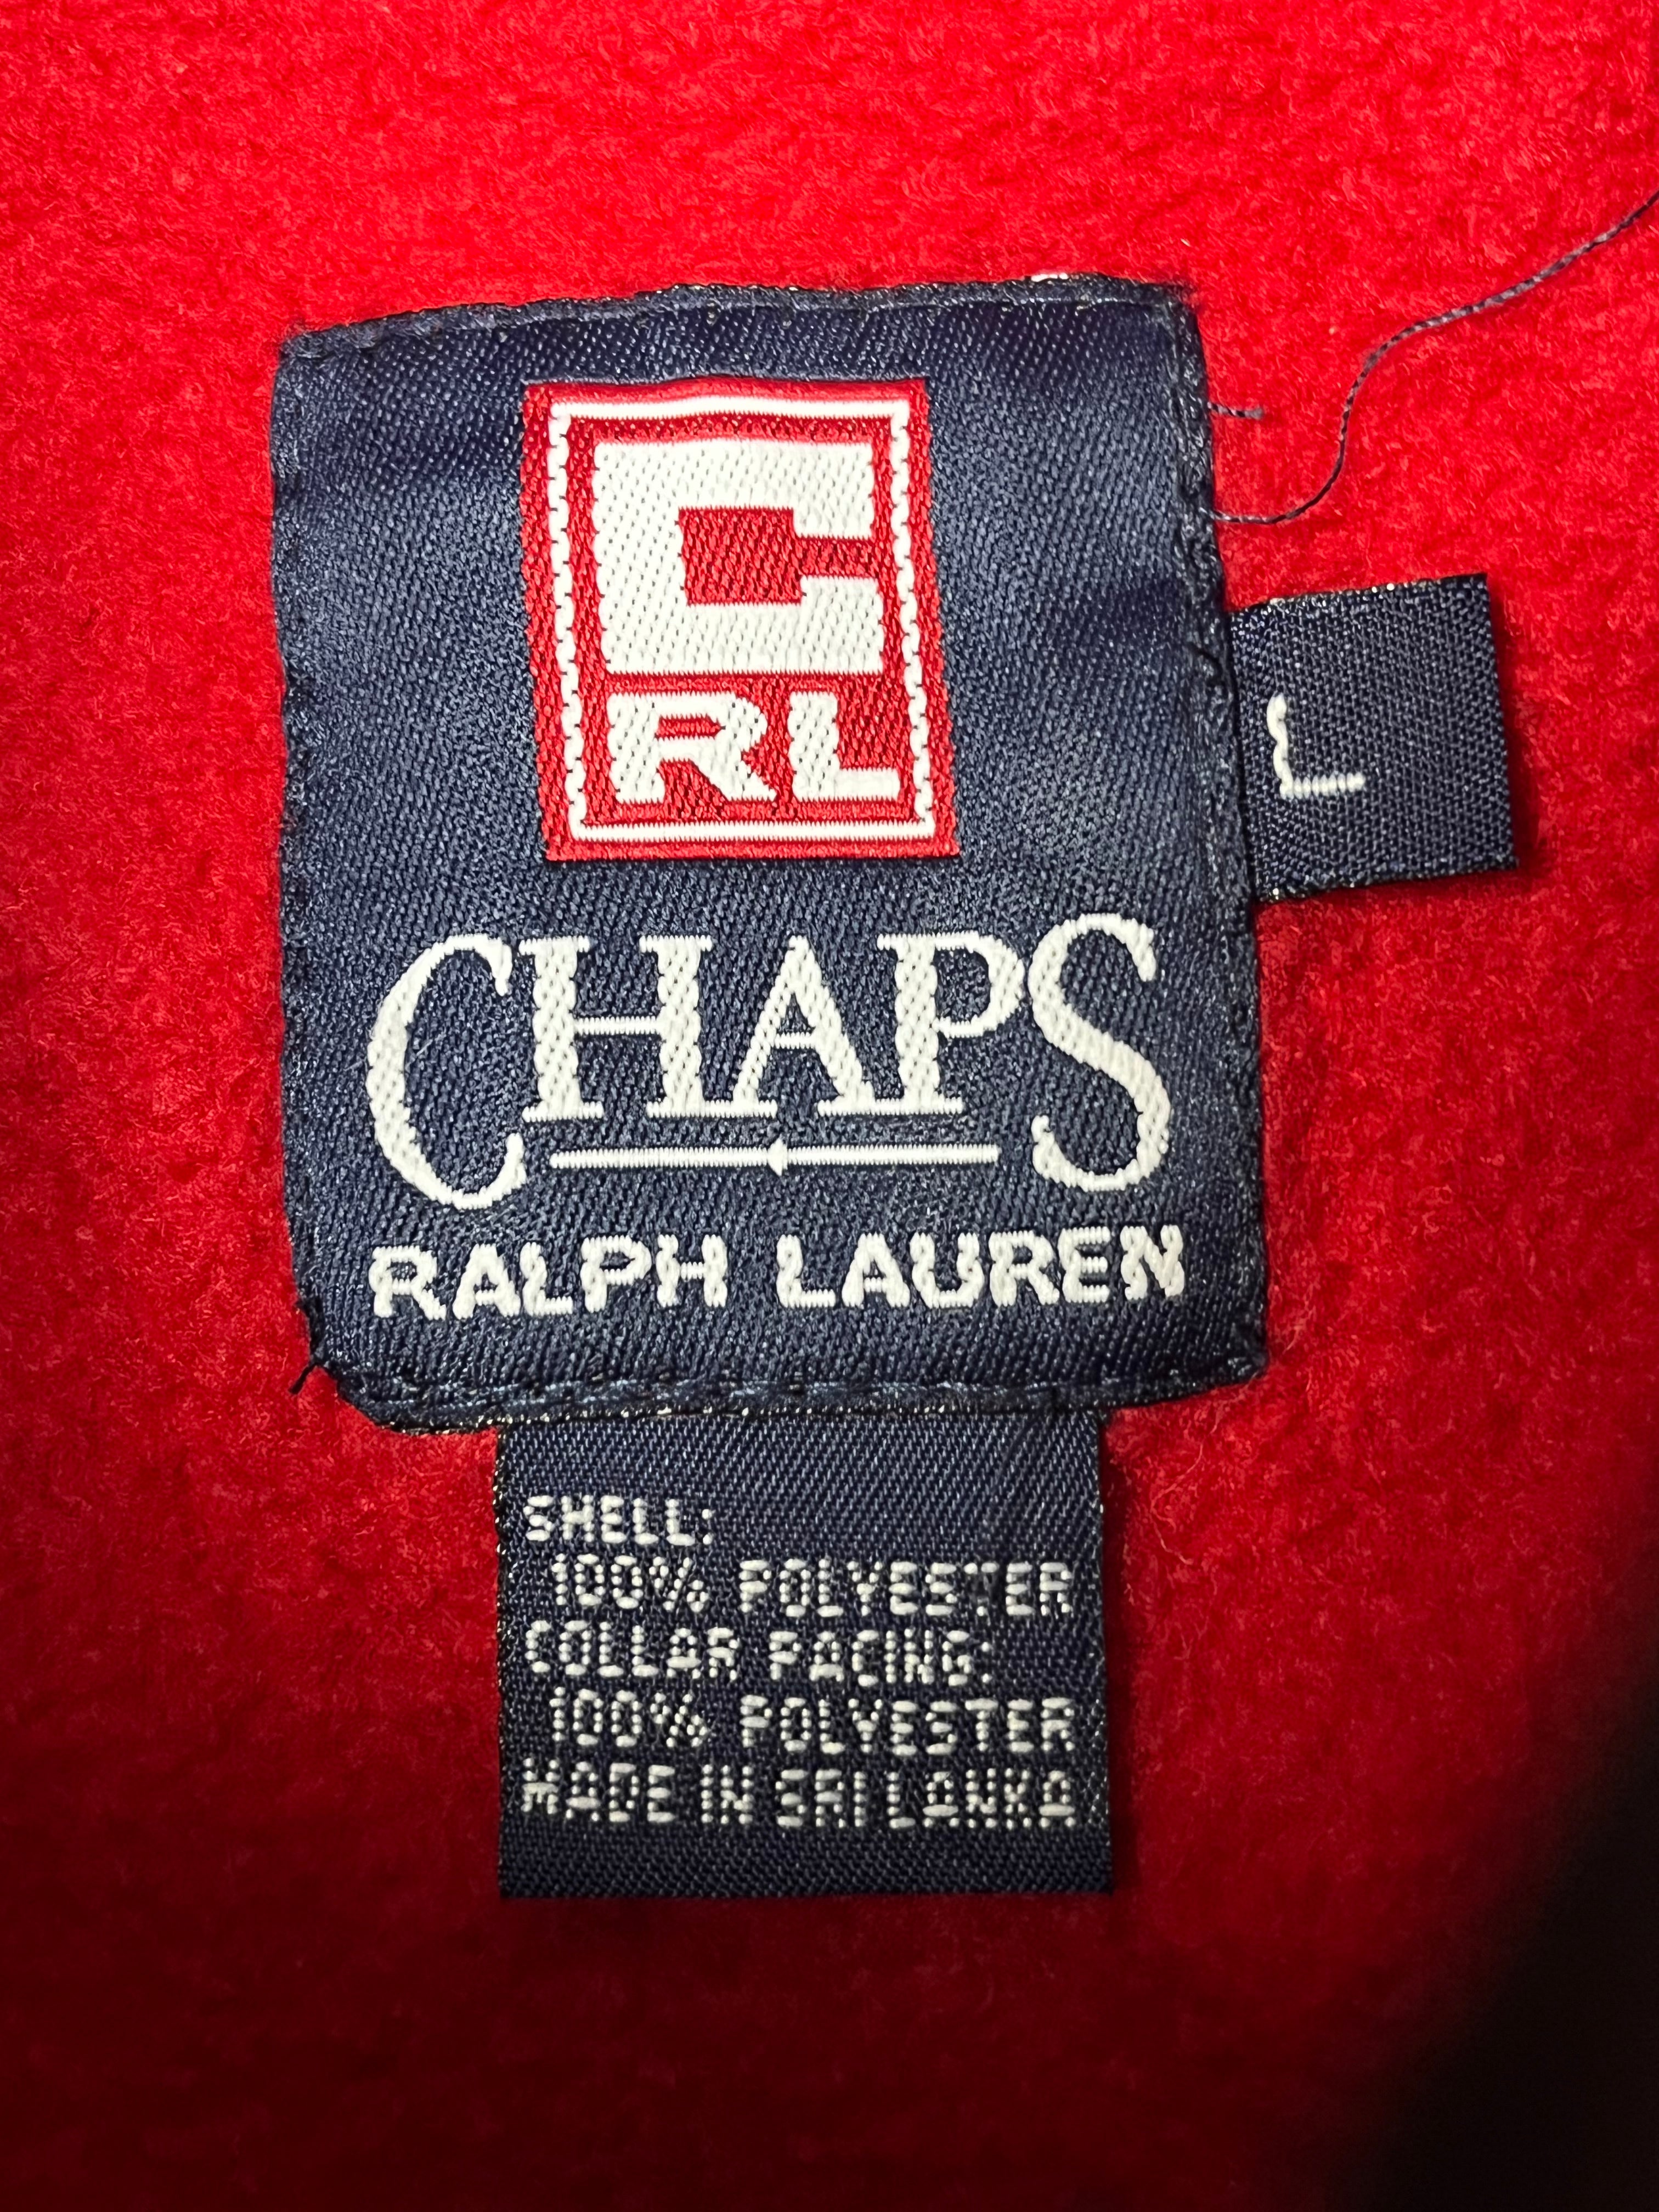 C
RL
L
CHAPS
RALPH LAUREN
SHELL:
100% POLYESTER
COLLAR FACING:
100% POLYESTER
MADE IN SRI LANKA